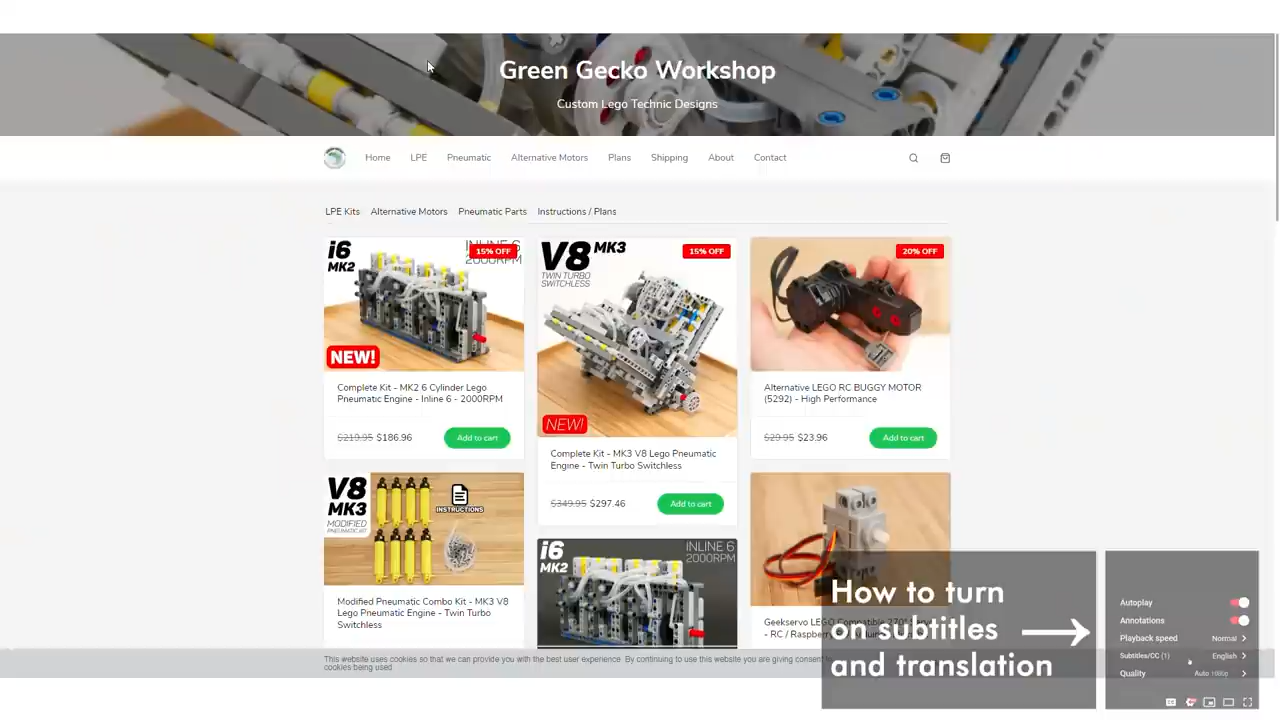 Green Gecko Workshop
Custom Lego Technic Designs
Home LPE Pneumatic Alternative Motors Plans Shipping About Contact
LPE Kits Alternative Motors Pneumatic Parts Instructions / Plans
i6
MK2
INLINE 6
2000RPM
15% OFF
NEW!
Complete Kit - MK2 6 Cylinder Lego
Pneumatic Engine - Inline 6 - 2000RPM
$219.95 $186.96
Add to cart
V8 MK3
TWIN TURBO
SWITCHLESS
15% OFF
NEW!
Complete Kit - MK3 V8 Lego Pneumatic
Engine - Twin Turbo Switchless
$349.95 $297.46
Add to cart
20% OFF
Alternative LEGO RC BUGGY MOTOR
(5292) - High Performance
$29.95 $23.96
Add to cart
V8
MK3
MODIFIED
PNEUMATIC KIT
INSTRUCTIONS
Modified Pneumatic Combo Kit - MK3 V8
Lego Pneumatic Engine - Twin Turbo
Switchless
i6
MK2
INLINE 6
2000RPM
Geekservo LEGO Compatible 270°
- RC / Raspberry
This website uses cookies so that we can provide you with the best user experience. By continuing to use this website you are giving consent
cookies being used
How to turn
on subtitles
and translation
Autoplay
Annotations
Playback speed Normal
Subtitles/CC (1) English
Quality Auto 1080p